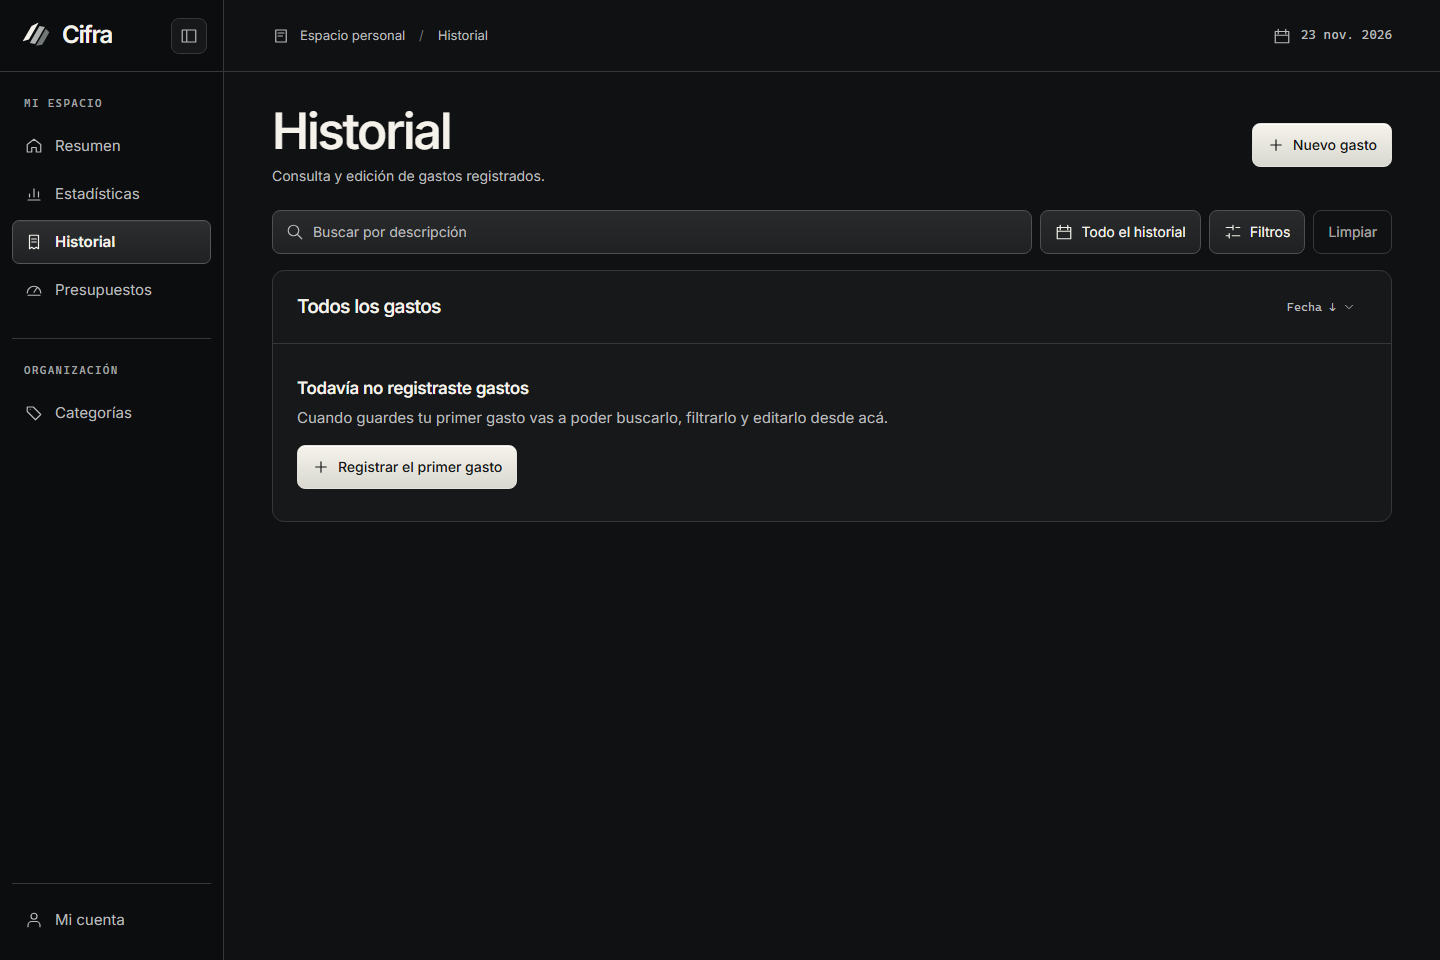 Cifra
Espacio personal / Historial
23 nov. 2026
MI ESPACIO
Resumen
Estadísticas
Historial
Presupuestos
ORGANIZACIÓN
Categorías
Mi cuenta
Historial
Consulta y edición de gastos registrados.
Nuevo gasto
Buscar por descripción
Todo el historial
Filtros
Limpiar
Todos los gastos
Fecha ↓
Todavía no registraste gastos
Cuando guardes tu primer gasto vas a poder buscarlo, filtrarlo y editarlo desde acá.
Registrar el primer gasto